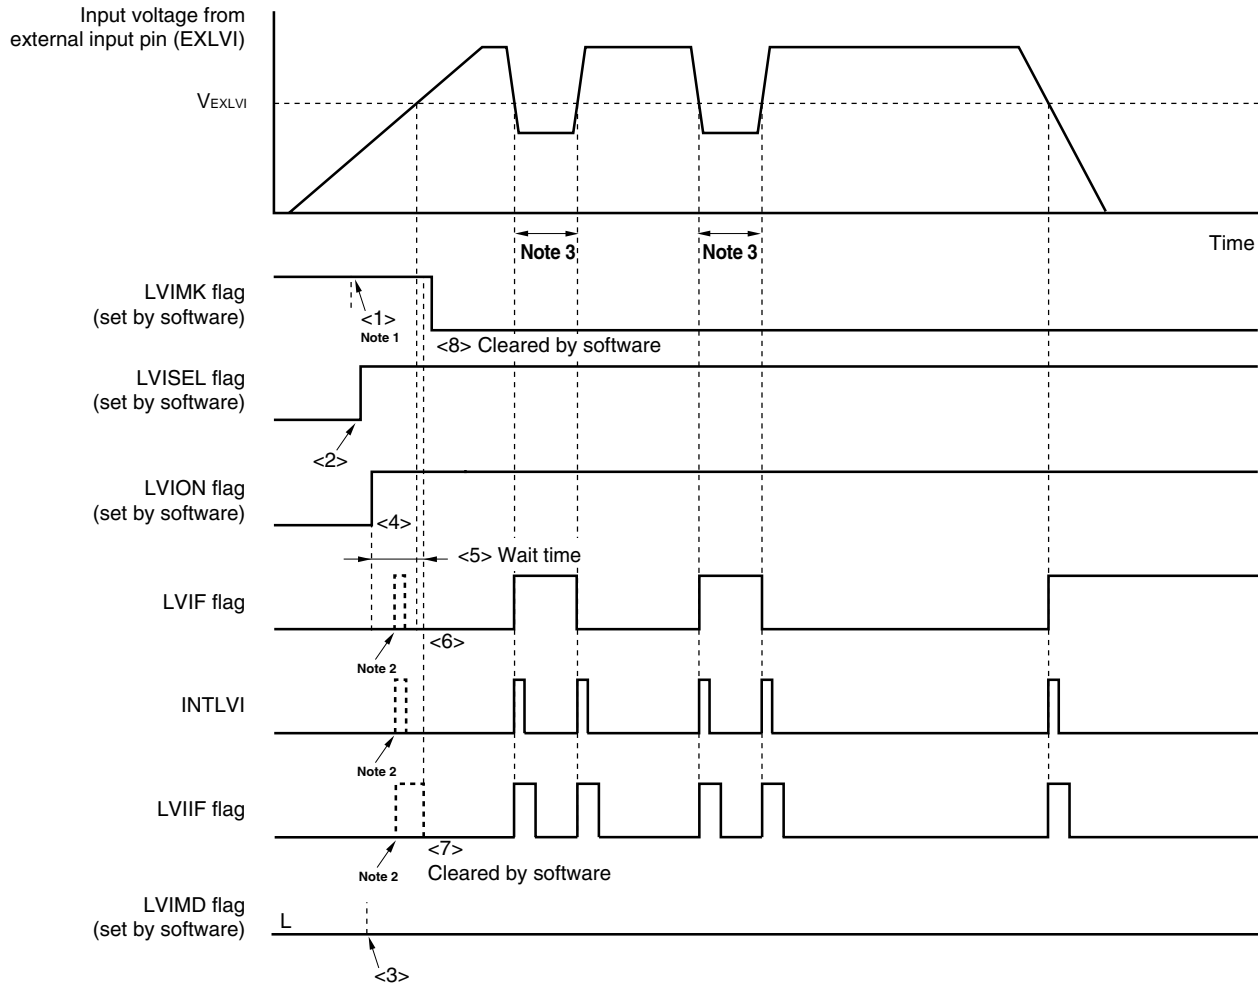 Input voltage from
external input pin (EXLVI)
VEXLVI
Time
Note 3
Note 3
LVIMK flag
(set by software)
<1>
Note 1
<8> Cleared by software
LVISEL flag
(set by software)
<2>
LVION flag
(set by software)
<4>
<5> Wait time
LVIF flag
<6>
Note 2
INTLVI
Note 2
LVIIF flag
<7>
Note 2
Cleared by software
LVIMD flag
(set by software)
L
<3>